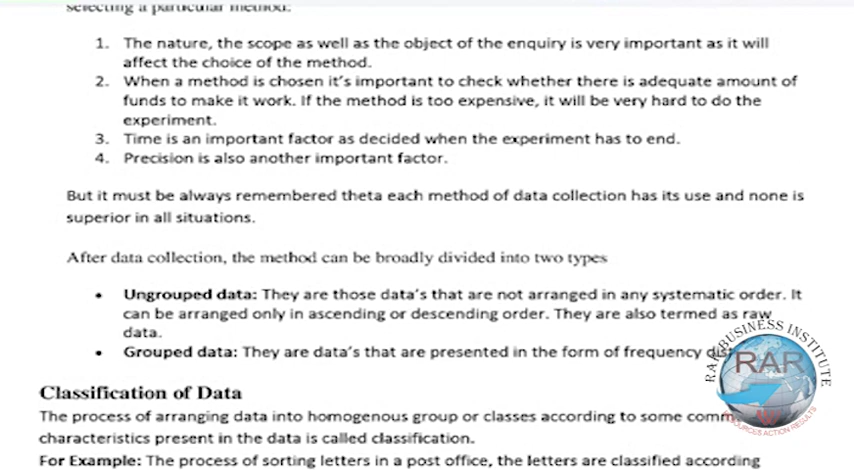 selecting a particular method:
1. The nature, the scope as well as the object of the enquiry is very important as it will
affect the choice of the method.
2. When a method is chosen it's important to check whether there is adequate amount of
funds to make it work. If the method is too expensive, it will be very hard to do the
experiment.
3. Time is an important factor as decided when the experiment has to end.
4. Precision is also another important factor.
But it must be always remembered theta each method of data collection has its use and none is
superior in all situations.
After data collection, the method can be broadly divided into two types
• Ungrouped data: They are those data's that are not arranged in any systematic order. It
can be arranged only in ascending or descending order. They are also termed as raw
data.
• Grouped data: They are data's that are presented in the form of frequency
Classification of Data
The process of arranging data into homogenous group or classes according to some
characteristics present in the data is called classification.
For Example: The process of sorting letters in a post office, the letters are classified according
RAR BUSINESS INSTITUTE
RAR
RESOURCES ACTION RESULTS